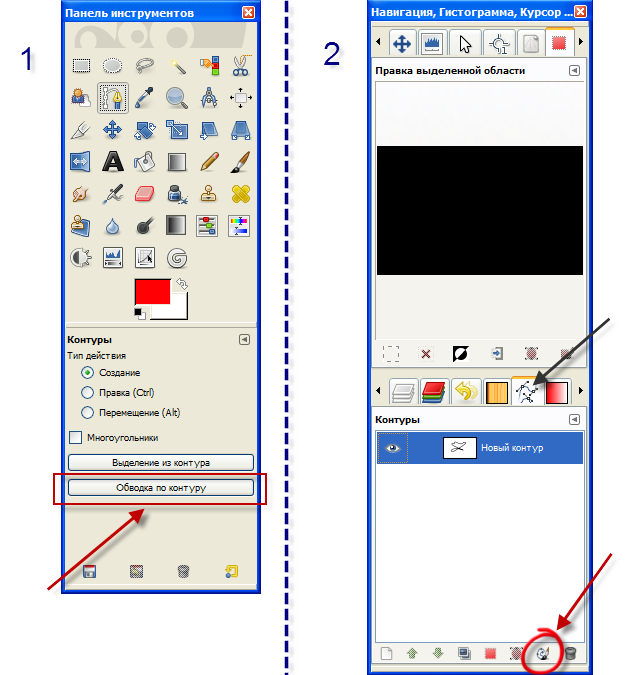 1
Панель инструментов
Контуры
Тип действия
Создание
Правка (Ctrl)
Перемещение (Alt)
Многоугольники
Выделение из контура
Обводка по контуру
2
Навигация, Гистограмма, Курсор ...
Правка выделенной области
Контуры
Новый контур